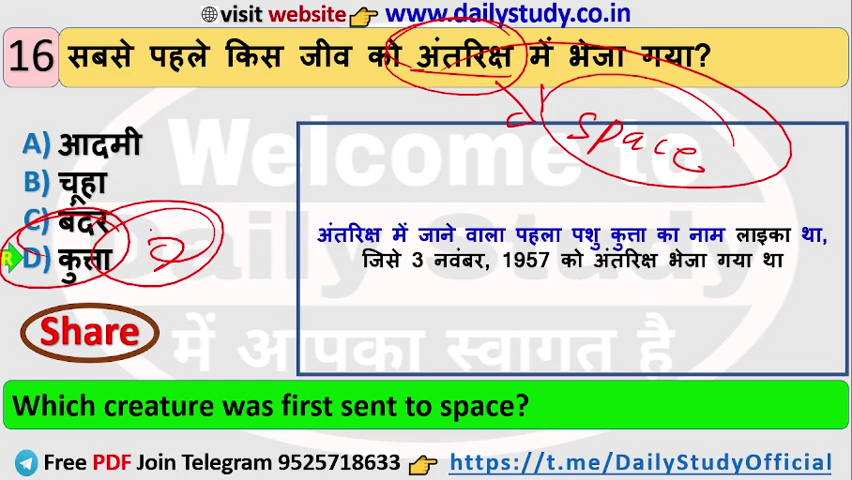 visit website 👉 www.dailystudy.co.in
16 सबसे पहले किस जीव को अंतरिक्ष में भेजा गया?
space
A) आदमी
B) चूहा
C) बंदर
D) कुत्ता
R
Share
Welcome to
Daily Study
में आपका स्वागत है
अंतरिक्ष में जाने वाला पहला पशु कुत्ता का नाम लाइका था,
जिसे 3 नवंबर, 1957 को अंतरिक्ष भेजा गया था
Which creature was first sent to space?
Free PDF Join Telegram 9525718633 👉 https://t.me/DailyStudyOfficial